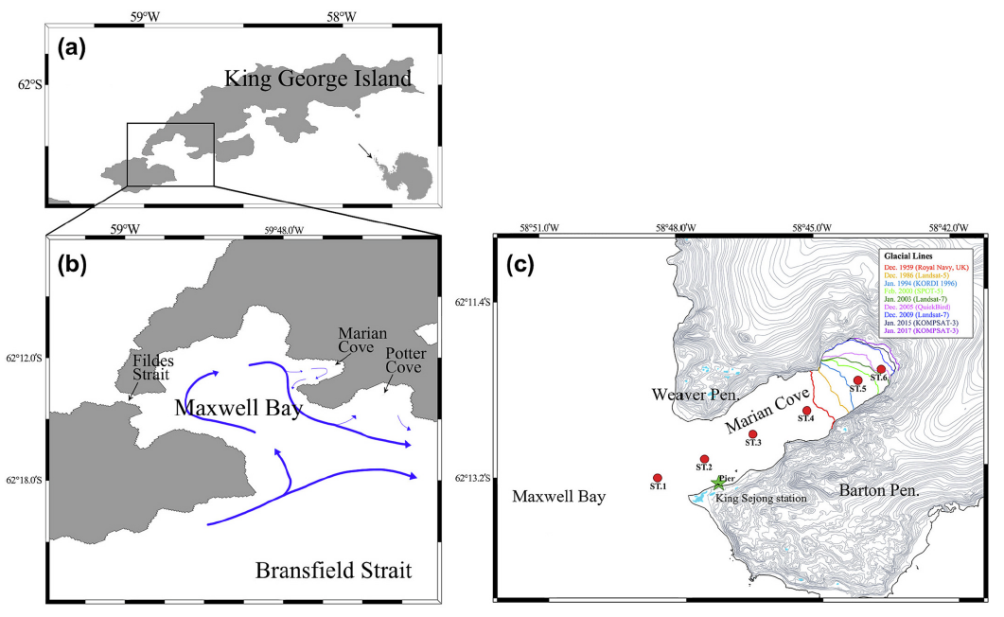 59°W
58°W
(a)
62°S
King George Island
59°W
59°48.0'W
(b)
62°12.0'S
62°18.0'S
Fildes
Strait
Marian
Cove
Potter
Cove
Maxwell Bay
Bransfield Strait
58°51.0'W
58°48.0'W
58°45.0'W
58°42.0'W
(c)
62°11.4'S
62°13.2'S
Glacial Lines
Dec. 1959 (Royal Navy, UK)
Dec. 1986 (Landsat-5)
Jan. 1994 (KORDI 1996)
Feb. 2000 (SPOT-3)
Jan. 2003 (Landsat-7)
Dec. 2005 (QuickBird)
Dec. 2009 (Landsat-7)
Jan. 2015 (KOMPSAT-3)
Jan. 2017 (KOMPSAT-3)
Weaver Pen.
Marian Cove
ST.6
ST.5
ST.4
ST.3
ST.2
ST.1
Pier
King Sejong station
Barton Pen.
Maxwell Bay